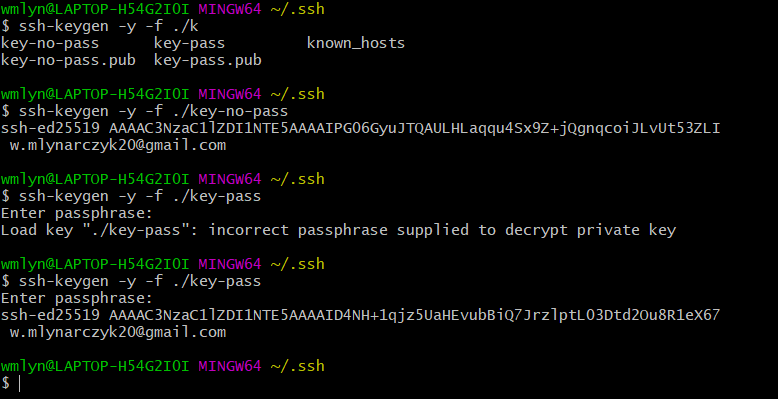 wmlyn@LAPTOP-H54G2IOI MINGW64 ~/.ssh
$ ssh-keygen -y -f ./k
key-no-pass      key-pass         known_hosts
key-no-pass.pub  key-pass.pub
wmlyn@LAPTOP-H54G2IOI MINGW64 ~/.ssh
$ ssh-keygen -y -f ./key-no-pass
ssh-ed25519 AAAAC3NzaC1lZDI1NTE5AAAAIPGO6GyuJTQAULHLaqqu4Sx9Z+jQgnqcoiJLvUt53ZLI
w.mlynarczyk20@gmail.com
wmlyn@LAPTOP-H54G2IOI MINGW64 ~/.ssh
$ ssh-keygen -y -f ./key-pass
Enter passphrase:
Load key "./key-pass": incorrect passphrase supplied to decrypt private key
wmlyn@LAPTOP-H54G2IOI MINGW64 ~/.ssh
$ ssh-keygen -y -f ./key-pass
Enter passphrase:
ssh-ed25519 AAAAC3NzaC1lZDI1NTE5AAAAID4NH+1qjz5UaHEvubBiQ7JrzlptLO3Dtd2Ou8R1eX67
w.mlynarczyk20@gmail.com
wmlyn@LAPTOP-H54G2IOI MINGW64 ~/.ssh
$